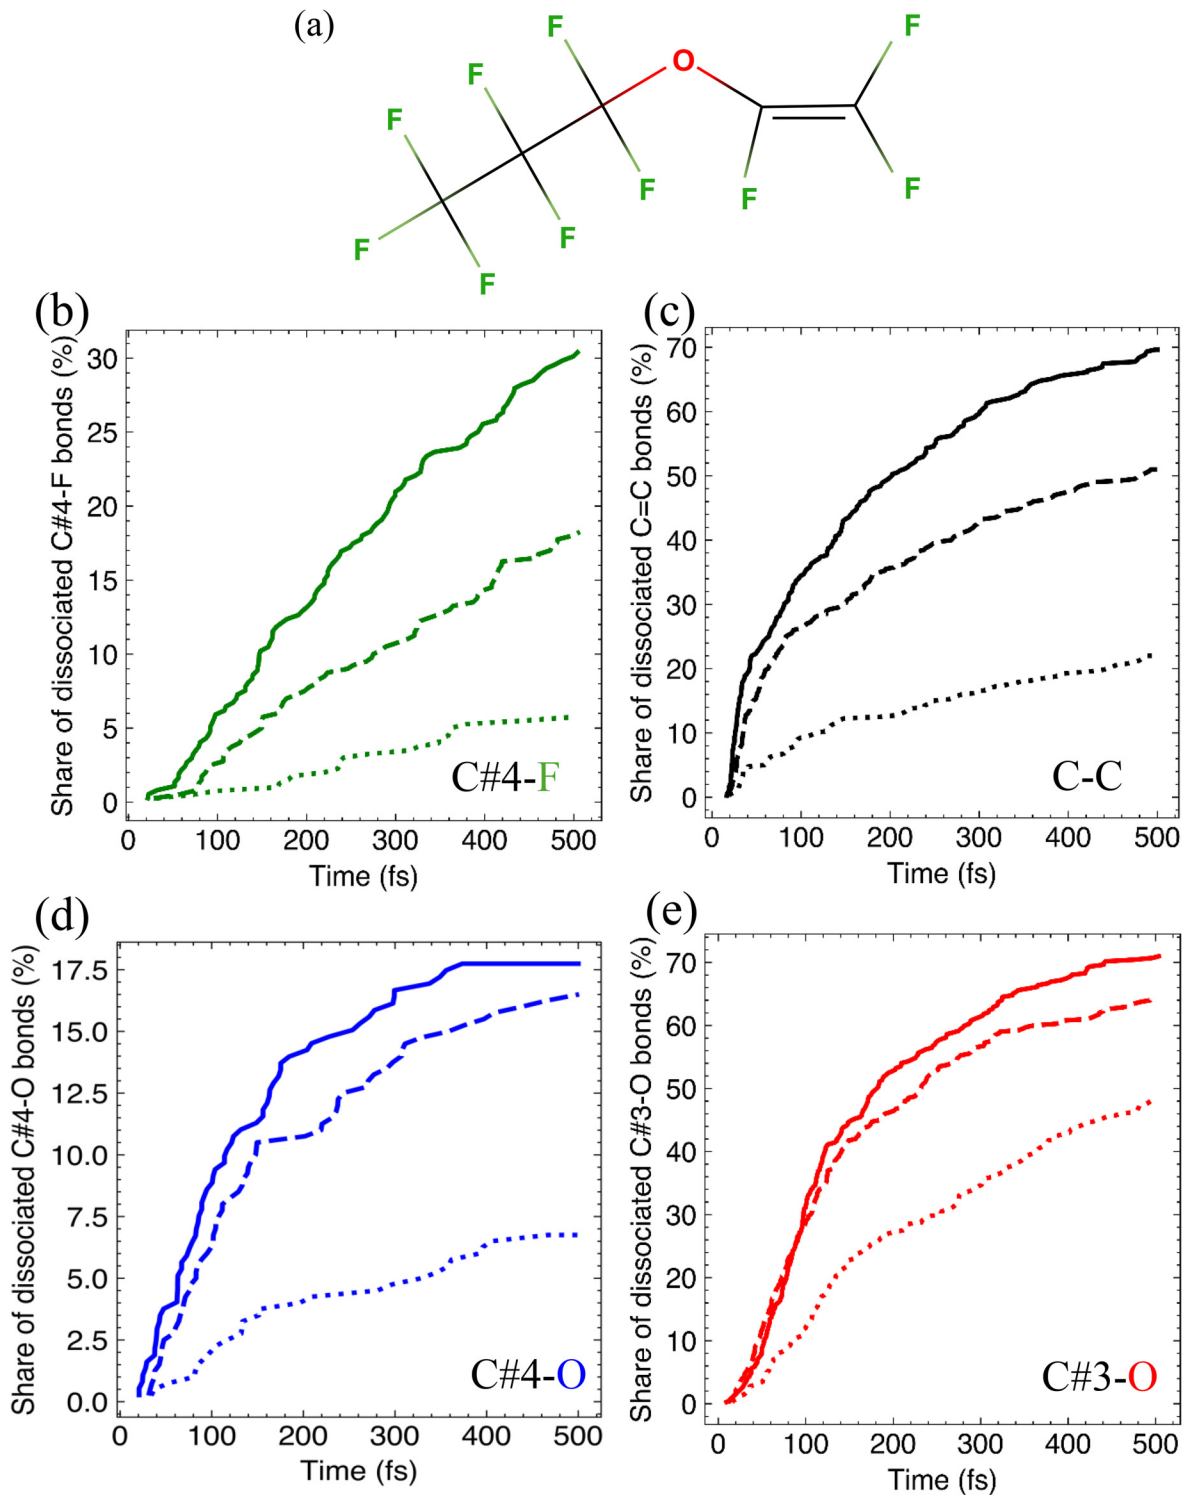 (a)
F
O
F
F
F
F
F
F
F
F
F
F
(b)
Share of dissociated C#4-F bonds (%)
30
25
20
15
10
5
0
0 100 200 300 400 500
Time (fs)
C#4-F
(c)
Share of dissociated C=C bonds (%)
70
60
50
40
30
20
10
0
0 100 200 300 400 500
Time (fs)
C-C
(d)
Share of dissociated C#4-O bonds (%)
17.5
15.0
12.5
10.0
7.5
5.0
2.5
0.0
0 100 200 300 400 500
Time (fs)
C#4-O
(e)
Share of dissociated C#3-O bonds (%)
70
60
50
40
30
20
10
0
0 100 200 300 400 500
Time (fs)
C#3-O